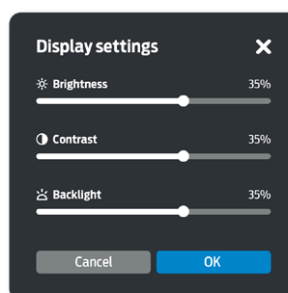 Display settings
Brightness 35%
Contrast 35%
Backlight 35%
Cancel OK